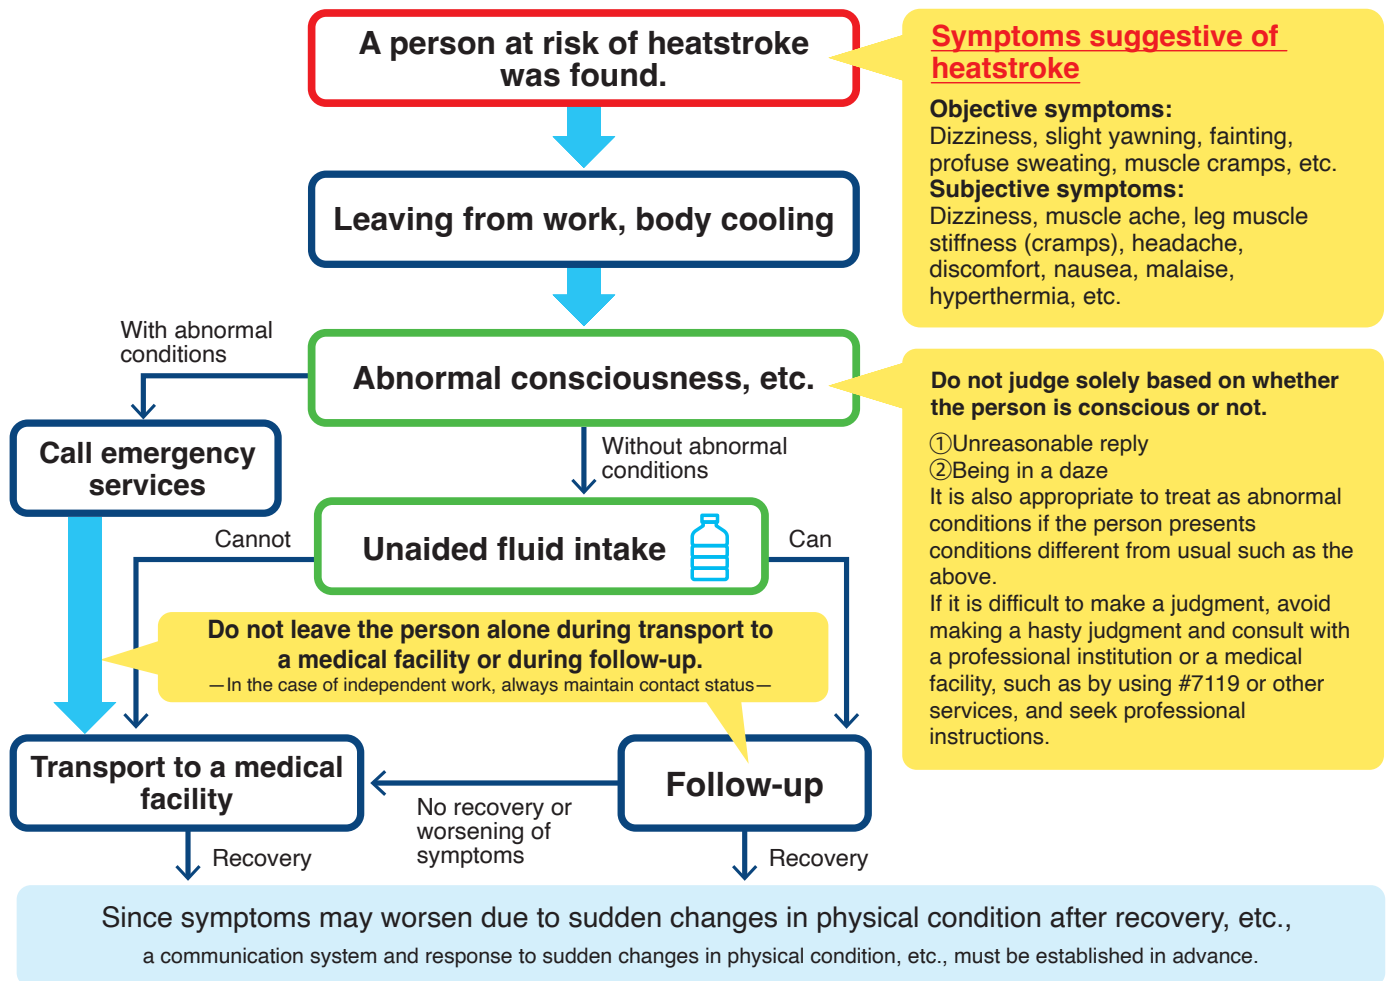 A person at risk of heatstroke
was found.
Symptoms suggestive of
heatstroke
Objective symptoms:
Dizziness, slight yawning, fainting,
profuse sweating, muscle cramps, etc.
Subjective symptoms:
Dizziness, muscle ache, leg muscle
stiffness (cramps), headache,
discomfort, nausea, malaise,
hyperthermia, etc.
Leaving from work, body cooling
With abnormal
conditions
Abnormal consciousness, etc.
Do not judge solely based on whether
the person is conscious or not.
①Unreasonable reply
②Being in a daze
It is also appropriate to treat as abnormal
conditions if the person presents
conditions different from usual such as the
above.
If it is difficult to make a judgment, avoid
making a hasty judgment and consult with
a professional institution or a medical
facility, such as by using #7119 or other
services, and seek professional
instructions.
Call emergency
services
Without abnormal
conditions
Cannot
Unaided fluid intake
Can
Do not leave the person alone during transport to
a medical facility or during follow-up.
—In the case of independent work, always maintain contact status—
Transport to a medical
facility
Follow-up
No recovery or
worsening of
symptoms
Recovery
Recovery
Since symptoms may worsen due to sudden changes in physical condition after recovery, etc.,
a communication system and response to sudden changes in physical condition, etc., must be established in advance.